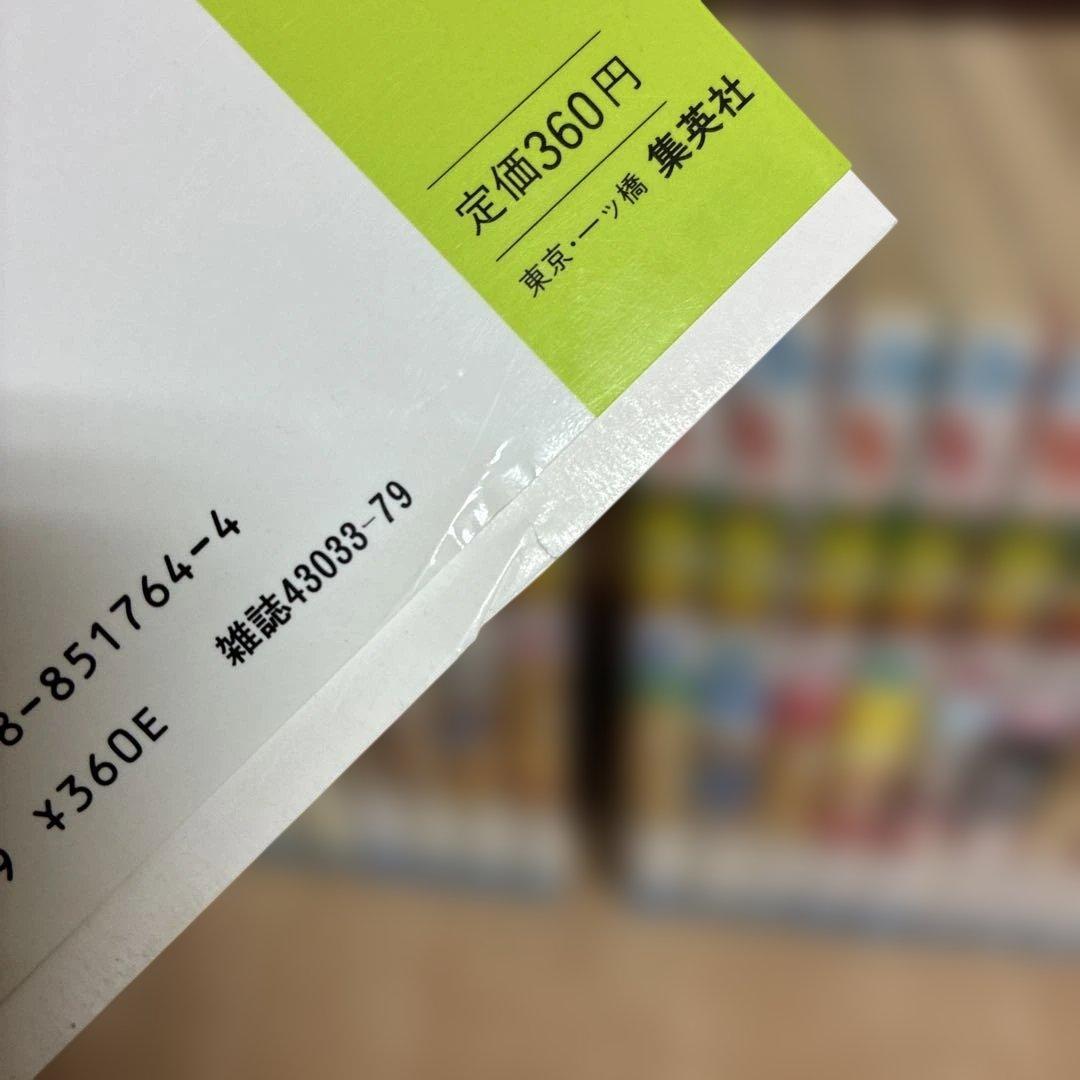 定価360円
東京・一ツ橋 集英社
8-851764-4
雑誌43033-79
9 ¥360E